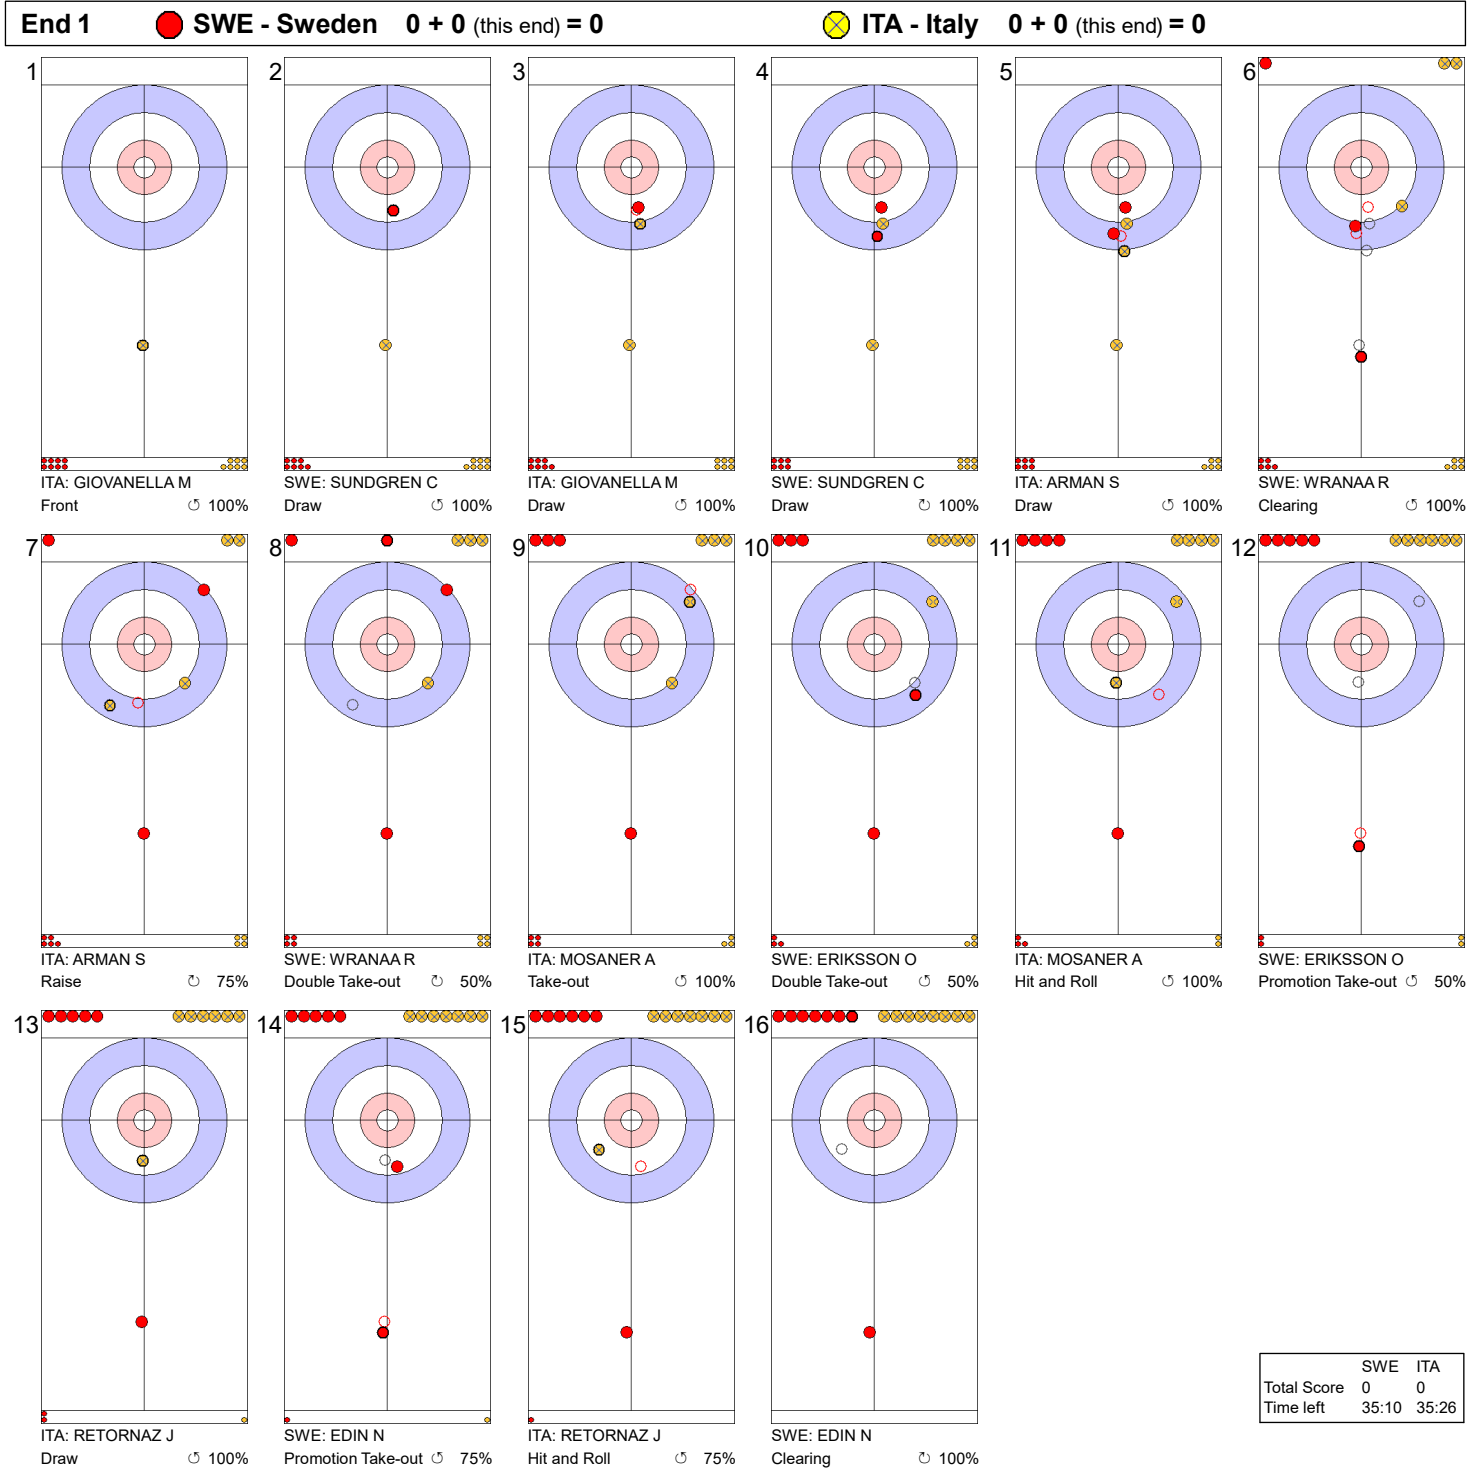 End 1 SWE - Sweden 0 + 0 (this end) = 0 ITA - Italy 0 + 0 (this end) = 0
1 2 3 4 5 6
ITA: GIOVANELLA M SWE: SUNDGREN C ITA: GIOVANELLA M SWE: SUNDGREN C ITA: ARMAN S SWE: WRANAA R
Front ↺ 100% Draw ↺ 100% Draw ↺ 100% Draw ↺ 100% Draw ↺ 100% Clearing ↺ 100%
7 8 9 10 11 12
ITA: ARMAN S SWE: WRANAA R ITA: MOSANER A SWE: ERIKSSON O ITA: MOSANER A SWE: ERIKSSON O
Raise ↻ 75% Double Take-out ↻ 50% Take-out ↺ 100% Double Take-out ↺ 50% Hit and Roll ↻ 100% Promotion Take-out ↺ 50%
13 14 15 16
ITA: RETORNAZ J SWE: EDIN N ITA: RETORNAZ J SWE: EDIN N
Draw ↺ 100% Promotion Take-out ↺ 75% Hit and Roll ↺ 75% Clearing ↻ 100%
SWE ITA
Total Score 0 0
Time left 35:10 35:26